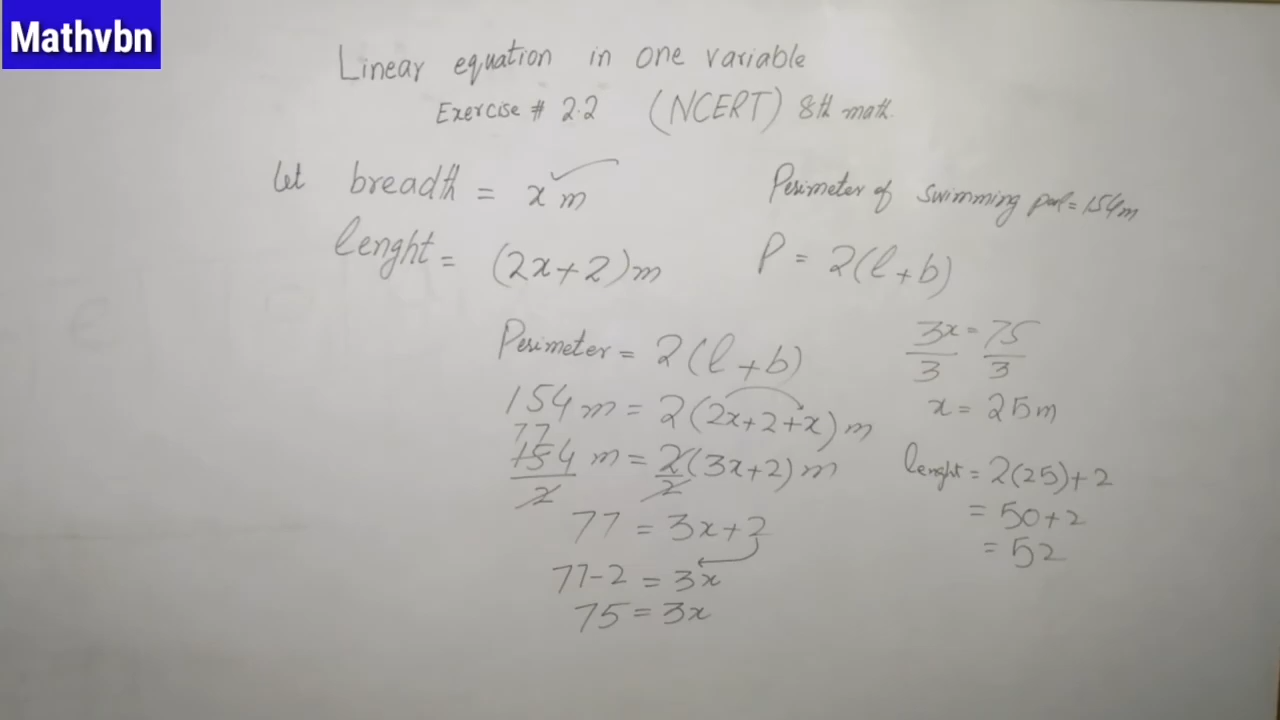 Mathvbn
Linear equation in one variable
Exercise # 2.2 (NCERT) 8th math.
Let breadth = x m
lenght = (2x+2)m
Perimeter of swimming pool = 154m
P = 2(l+b)
Perimeter = 2(l+b)
154 m = 2(2x+2+x) m
77
154/2 m = 2/2(3x+2) m
77 = 3x+2
77-2 = 3x
75 = 3x
3x/3 = 75/3
x = 25m
lenght = 2(25)+2
= 50+2
= 52